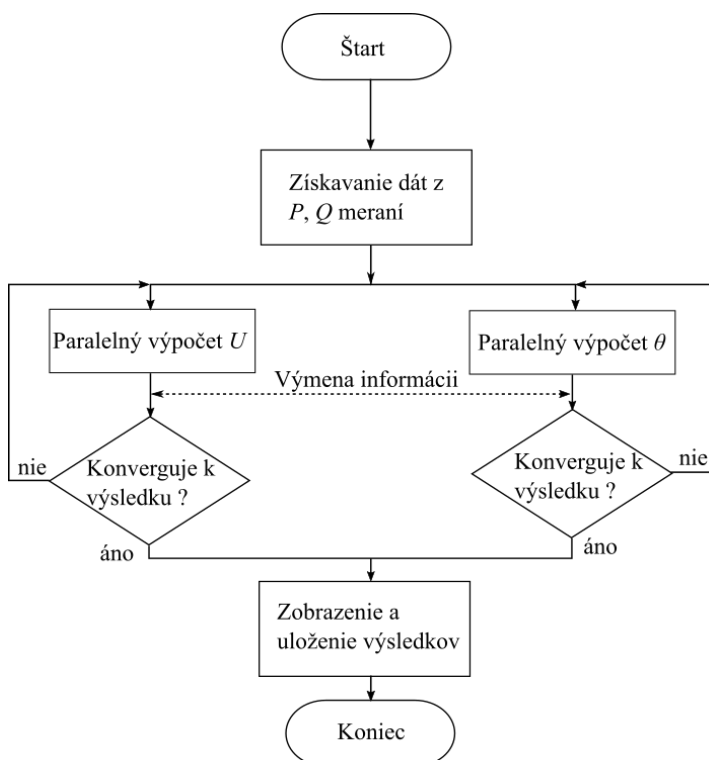 Štart
Získavanie dát z
P, Q meraní
Paralelný výpočet U
Paralelný výpočet θ
Výmena informácii
nie
Konverguje k
výsledku ?
Konverguje k
výsledku ?
nie
áno
áno
Zobrazenie a
uloženie výsledkov
Koniec